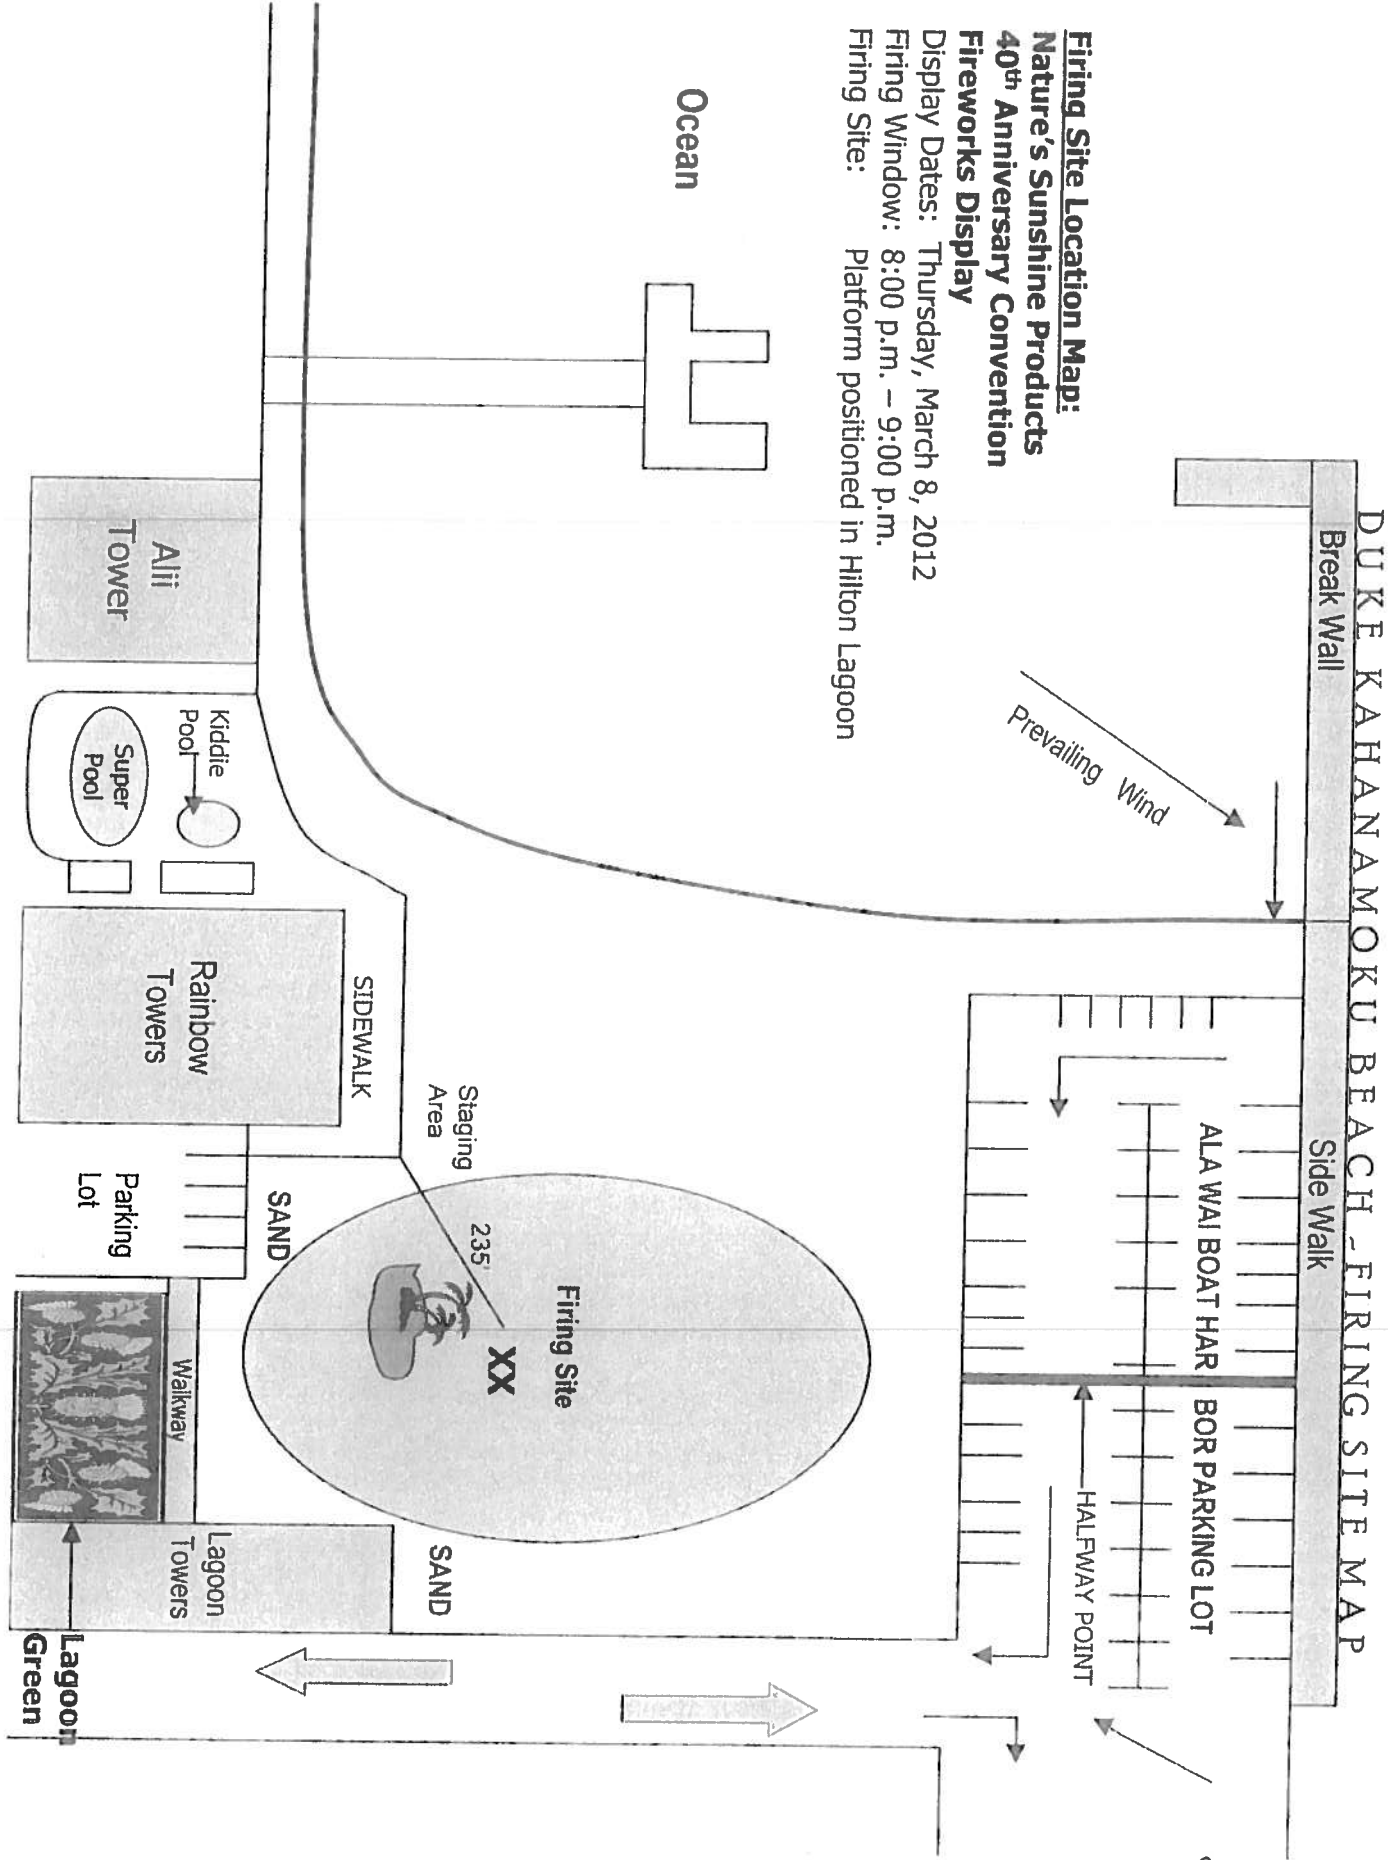 DUKE KAHANAMOKU BEACH - FIRING SITE MAP
Firing Site Location Map:
Nature's Sunshine Products
40th Anniversary Convention
Fireworks Display
Display Dates: Thursday, March 8, 2012
Firing Window: 8:00 p.m. – 9:00 p.m.
Firing Site: Platform positioned in Hilton Lagoon
Break Wall
Side Walk
Prevailing Wind
ALA WAI BOAT HAR BOR PARKING LOT
HALFWAY POINT
Ocean
Firing Site
XX
235'
Staging
Area
SAND
SIDEWALK
SAND
Alii
Tower
Kiddie
Pool
Super
Pool
Rainbow
Towers
Parking
Lot
Walkway
Lagoon
Towers
Lagoon
Green